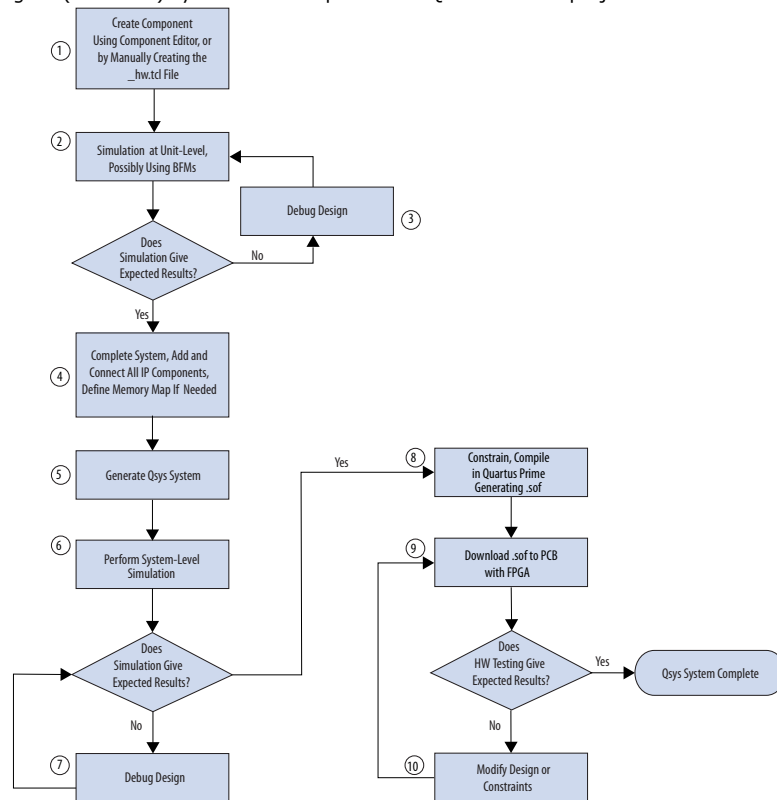 Create Component
Using Component Editor, or
by Manually Creating the
_hw.tcl File
1
2
Simulation at Unit-Level,
Possibly Using BFMs
Debug Design
3
Does
Simulation Give
Expected Results?
No
Yes
4
Complete System, Add and
Connect All IP Components,
Define Memory Map If Needed
5
Generate Qsys System
6
Perform System-Level
Simulation
Does
Simulation Give
Expected Results?
Yes
No
7
Debug Design
8
Constrain, Compile
in Quartus Prime
Generating .sof
9
Download .sof to PCB
with FPGA
Does
HW Testing Give
Expected Results?
Yes
Qsys System Complete
No
10
Modify Design or
Constraints